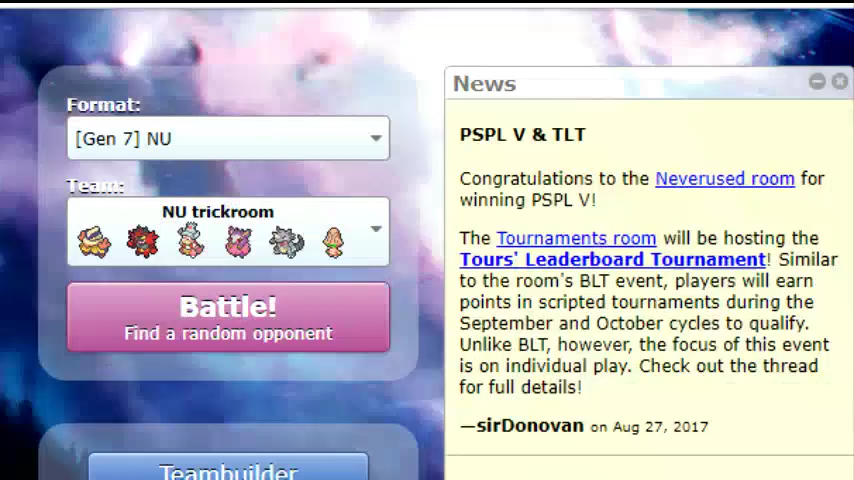 Format:
[Gen 7] NU
Team:
NU trickroom
Battle!
Find a random opponent
Teambuilder
News
PSPL V & TLT
Congratulations to the Neverused room for
winning PSPL V!
The Tournaments room will be hosting the
Tours' Leaderboard Tournament! Similar
to the room's BLT event, players will earn
points in scripted tournaments during the
September and October cycles to qualify.
Unlike BLT, however, the focus of this event
is on individual play. Check out the thread
for full details!
—sirDonovan on Aug 27, 2017